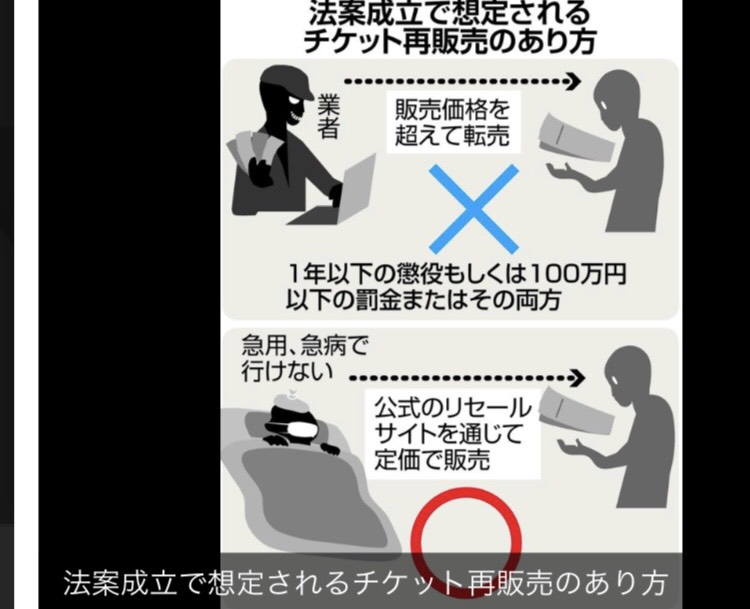 法案成立で想定される
チケット再販売のあり方
業者
販売価格を
超えて転売
1年以下の懲役もしくは100万円
以下の罰金またはその両方
急用、急病で
行けない
公式のリセール
サイトを通じて
定価で販売
法案成立で想定されるチケット再販売のあり方